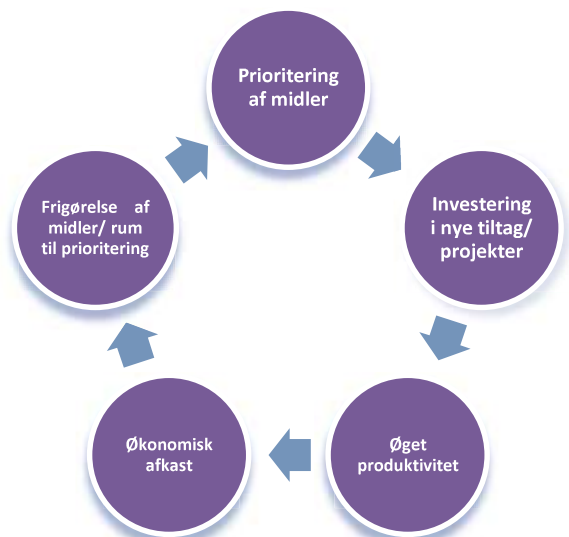 Prioritering
af midler
Investering
i nye tiltag/
projekter
Øget
produktivitet
Økonomisk
afkast
Frigørelse af
midler/ rum
til prioritering